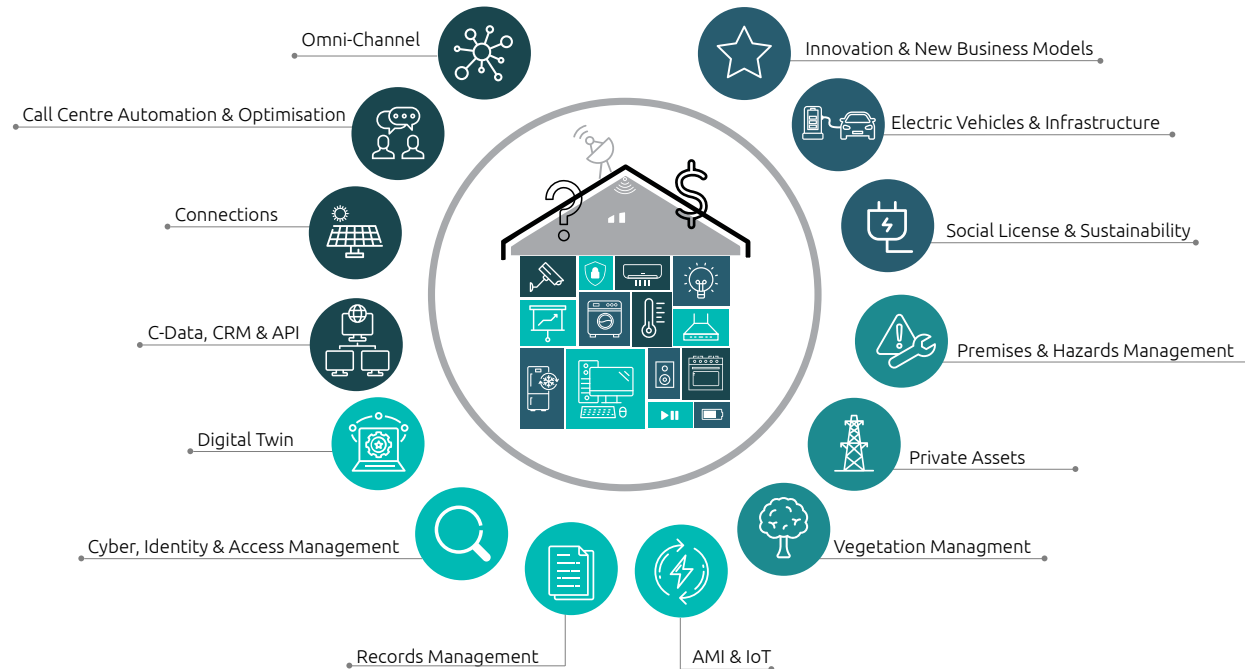 Omni-Channel
Innovation & New Business Models
Call Centre Automation & Optimisation
Electric Vehicles & Infrastructure
Connections
Social License & Sustainability
C-Data, CRM & API
Premises & Hazards Management
Digital Twin
Private Assets
Cyber, Identity & Access Management
Vegetation Managment
Records Management
AMI & IoT
? $